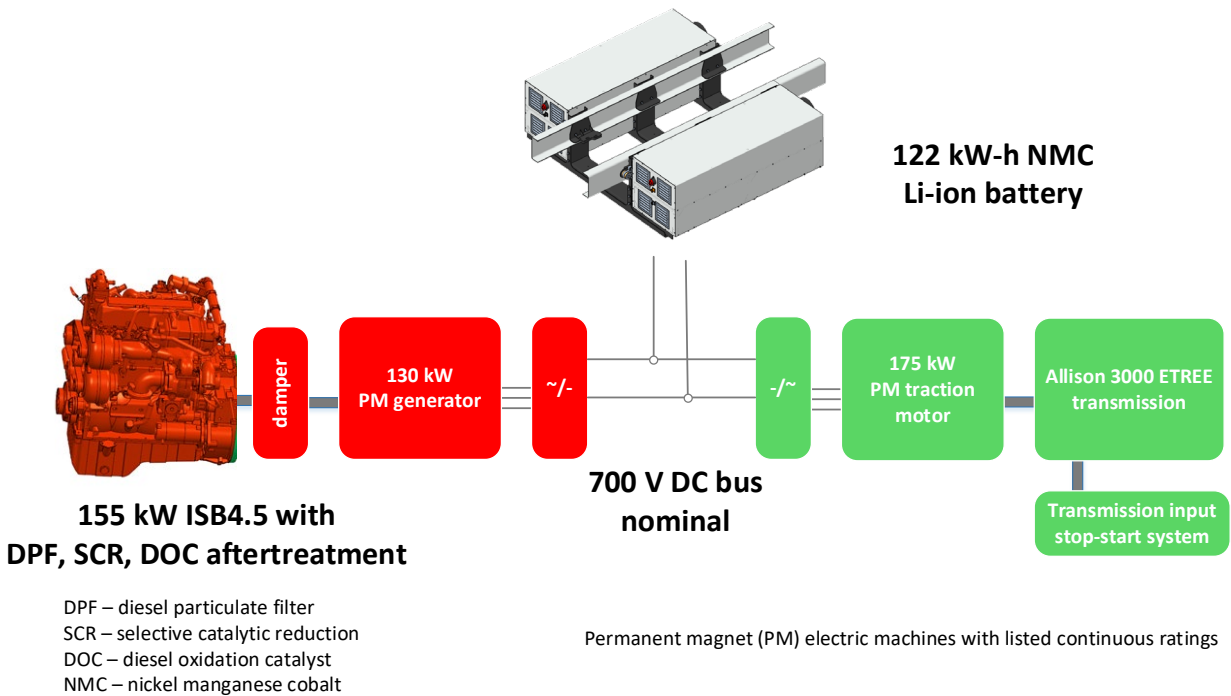 122 kW-h NMC
Li-ion battery
damper
130 kW
PM generator
~/-
-/~
175 kW
PM traction
motor
Allison 3000 ETREE
transmission
700 V DC bus
nominal
Transmission input
stop-start system
155 kW ISB4.5 with
DPF, SCR, DOC aftertreatment
DPF – diesel particulate filter
SCR – selective catalytic reduction
DOC – diesel oxidation catalyst
NMC – nickel manganese cobalt
Permanent magnet (PM) electric machines with listed continuous ratings